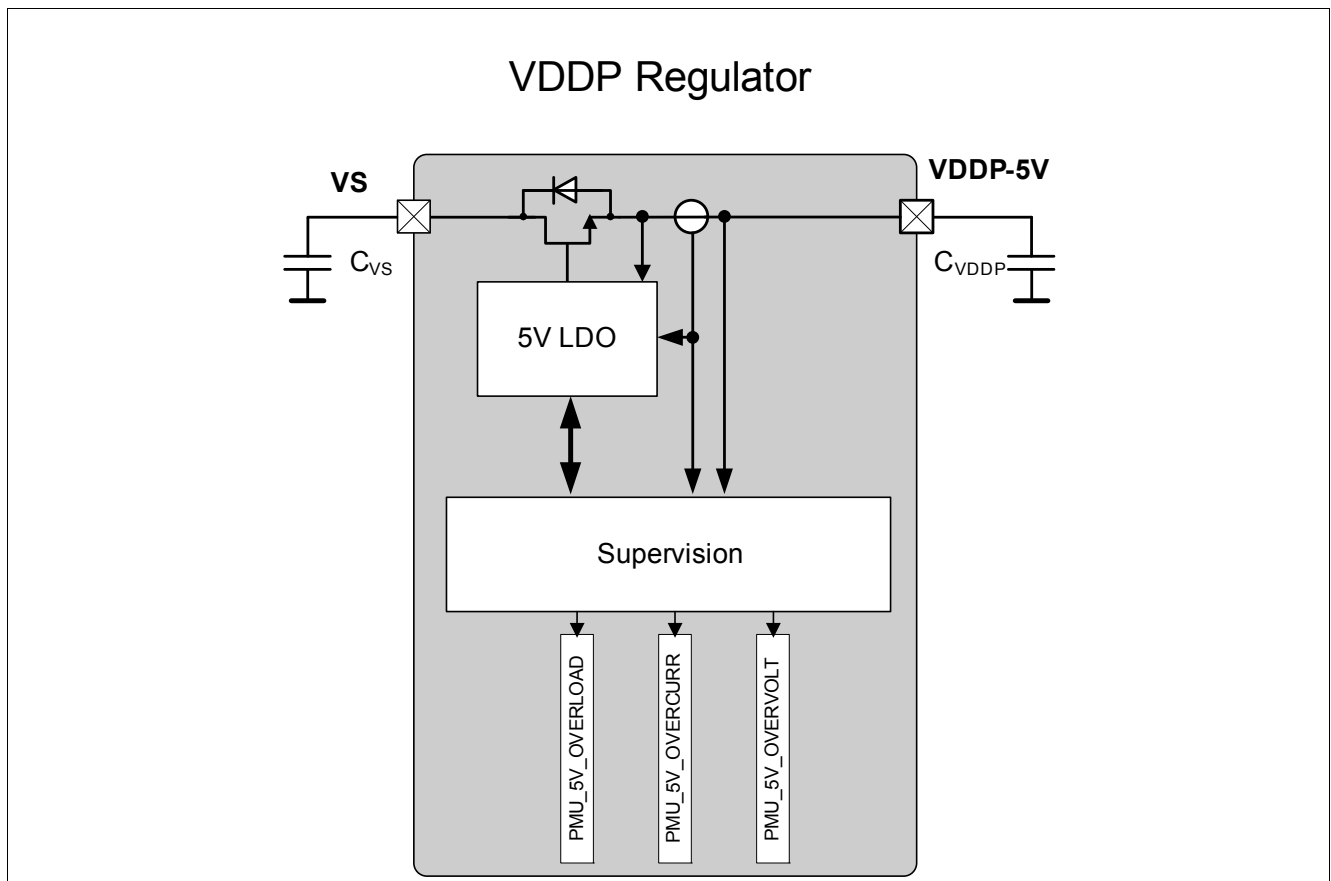 VDDP Regulator
VS
VDDP-5V
CVS
CVDDP
5V LDO
Supervision
PMU_5V_OVERLOAD
PMU_5V_OVERCURR
PMU_5V_OVERVOLT